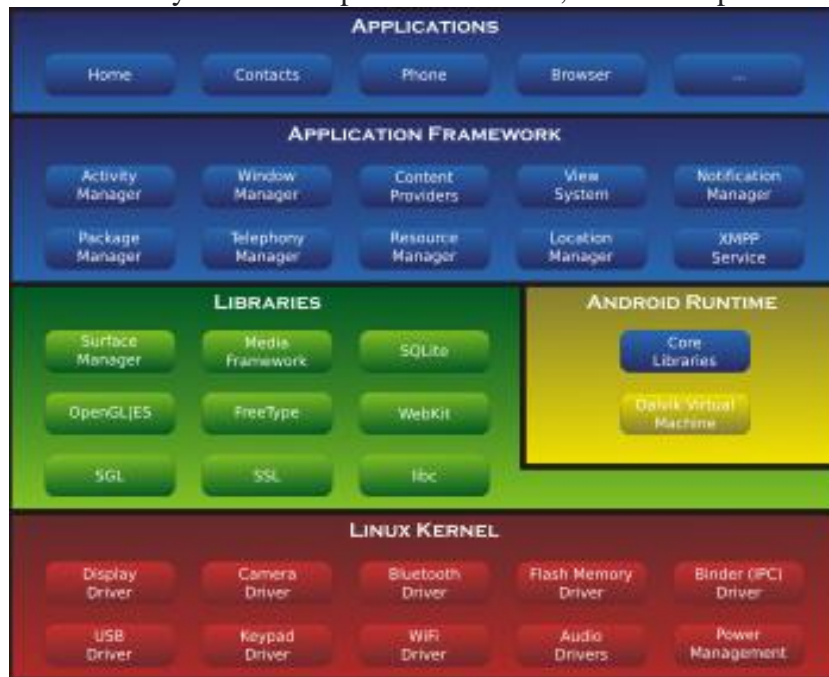 APPLICATIONS
Home Contacts Phone Browser ...
APPLICATION FRAMEWORK
Activity Manager Window Manager Content Providers View System Notification Manager
Package Manager Telephony Manager Resource Manager Location Manager XMPP Service
LIBRARIES ANDROID RUNTIME
Surface Manager Media Framework SQLite Core Libraries
OpenGL|ES FreeType WebKit Dalvik Virtual Machine
SGL SSL libc
LINUX KERNEL
Display Driver Camera Driver Bluetooth Driver Flash Memory Driver Binder (IPC) Driver
USB Driver Keypad Driver WiFi Driver Audio Drivers Power Management